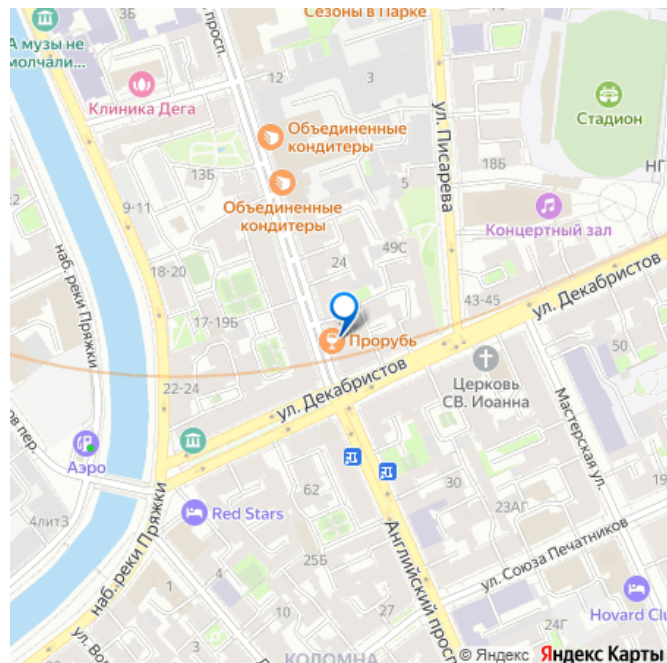 Сезоны в Парке
А музы не
молчали...
просп.
12
3
Клиника Дега
ул. Писарева
Стадион
Объединенные
кондитеры
13Б
5
18Б
НГ
Объединенные
кондитеры
9-11
Концертный зал
49С
наб. реки Пряжки
24
18-20
43-45
ул. Декабристов
17-19Б
Прорубь
50
22-24
ул. Декабристов
Церковь
СВ. Иоанна
Мастерская ул.
ов пер.
Аэро
62
30
4лит3
наб. реки Пряжки
Red Stars
23АГ
Английский просп
25Б
ул. Союза Печатников
4
1
10
12
Hovard Clu
24Г
ул. Во
КОЛОМНА
© Яндекс Яндекс Карты